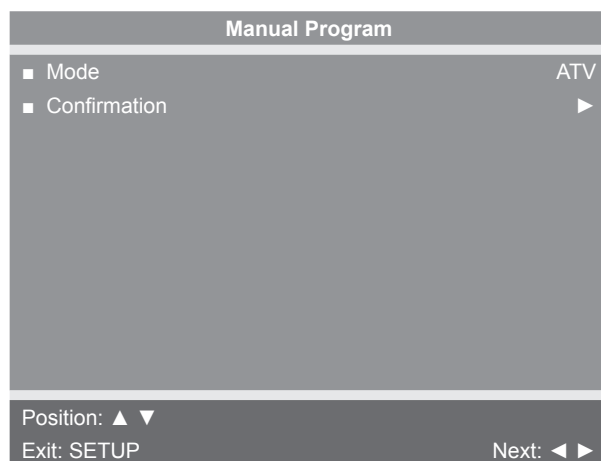 Manual Program
■ Mode ATV
■ Confirmation ►
Position: ▲ ▼
Exit: SETUP Next: ◄ ►